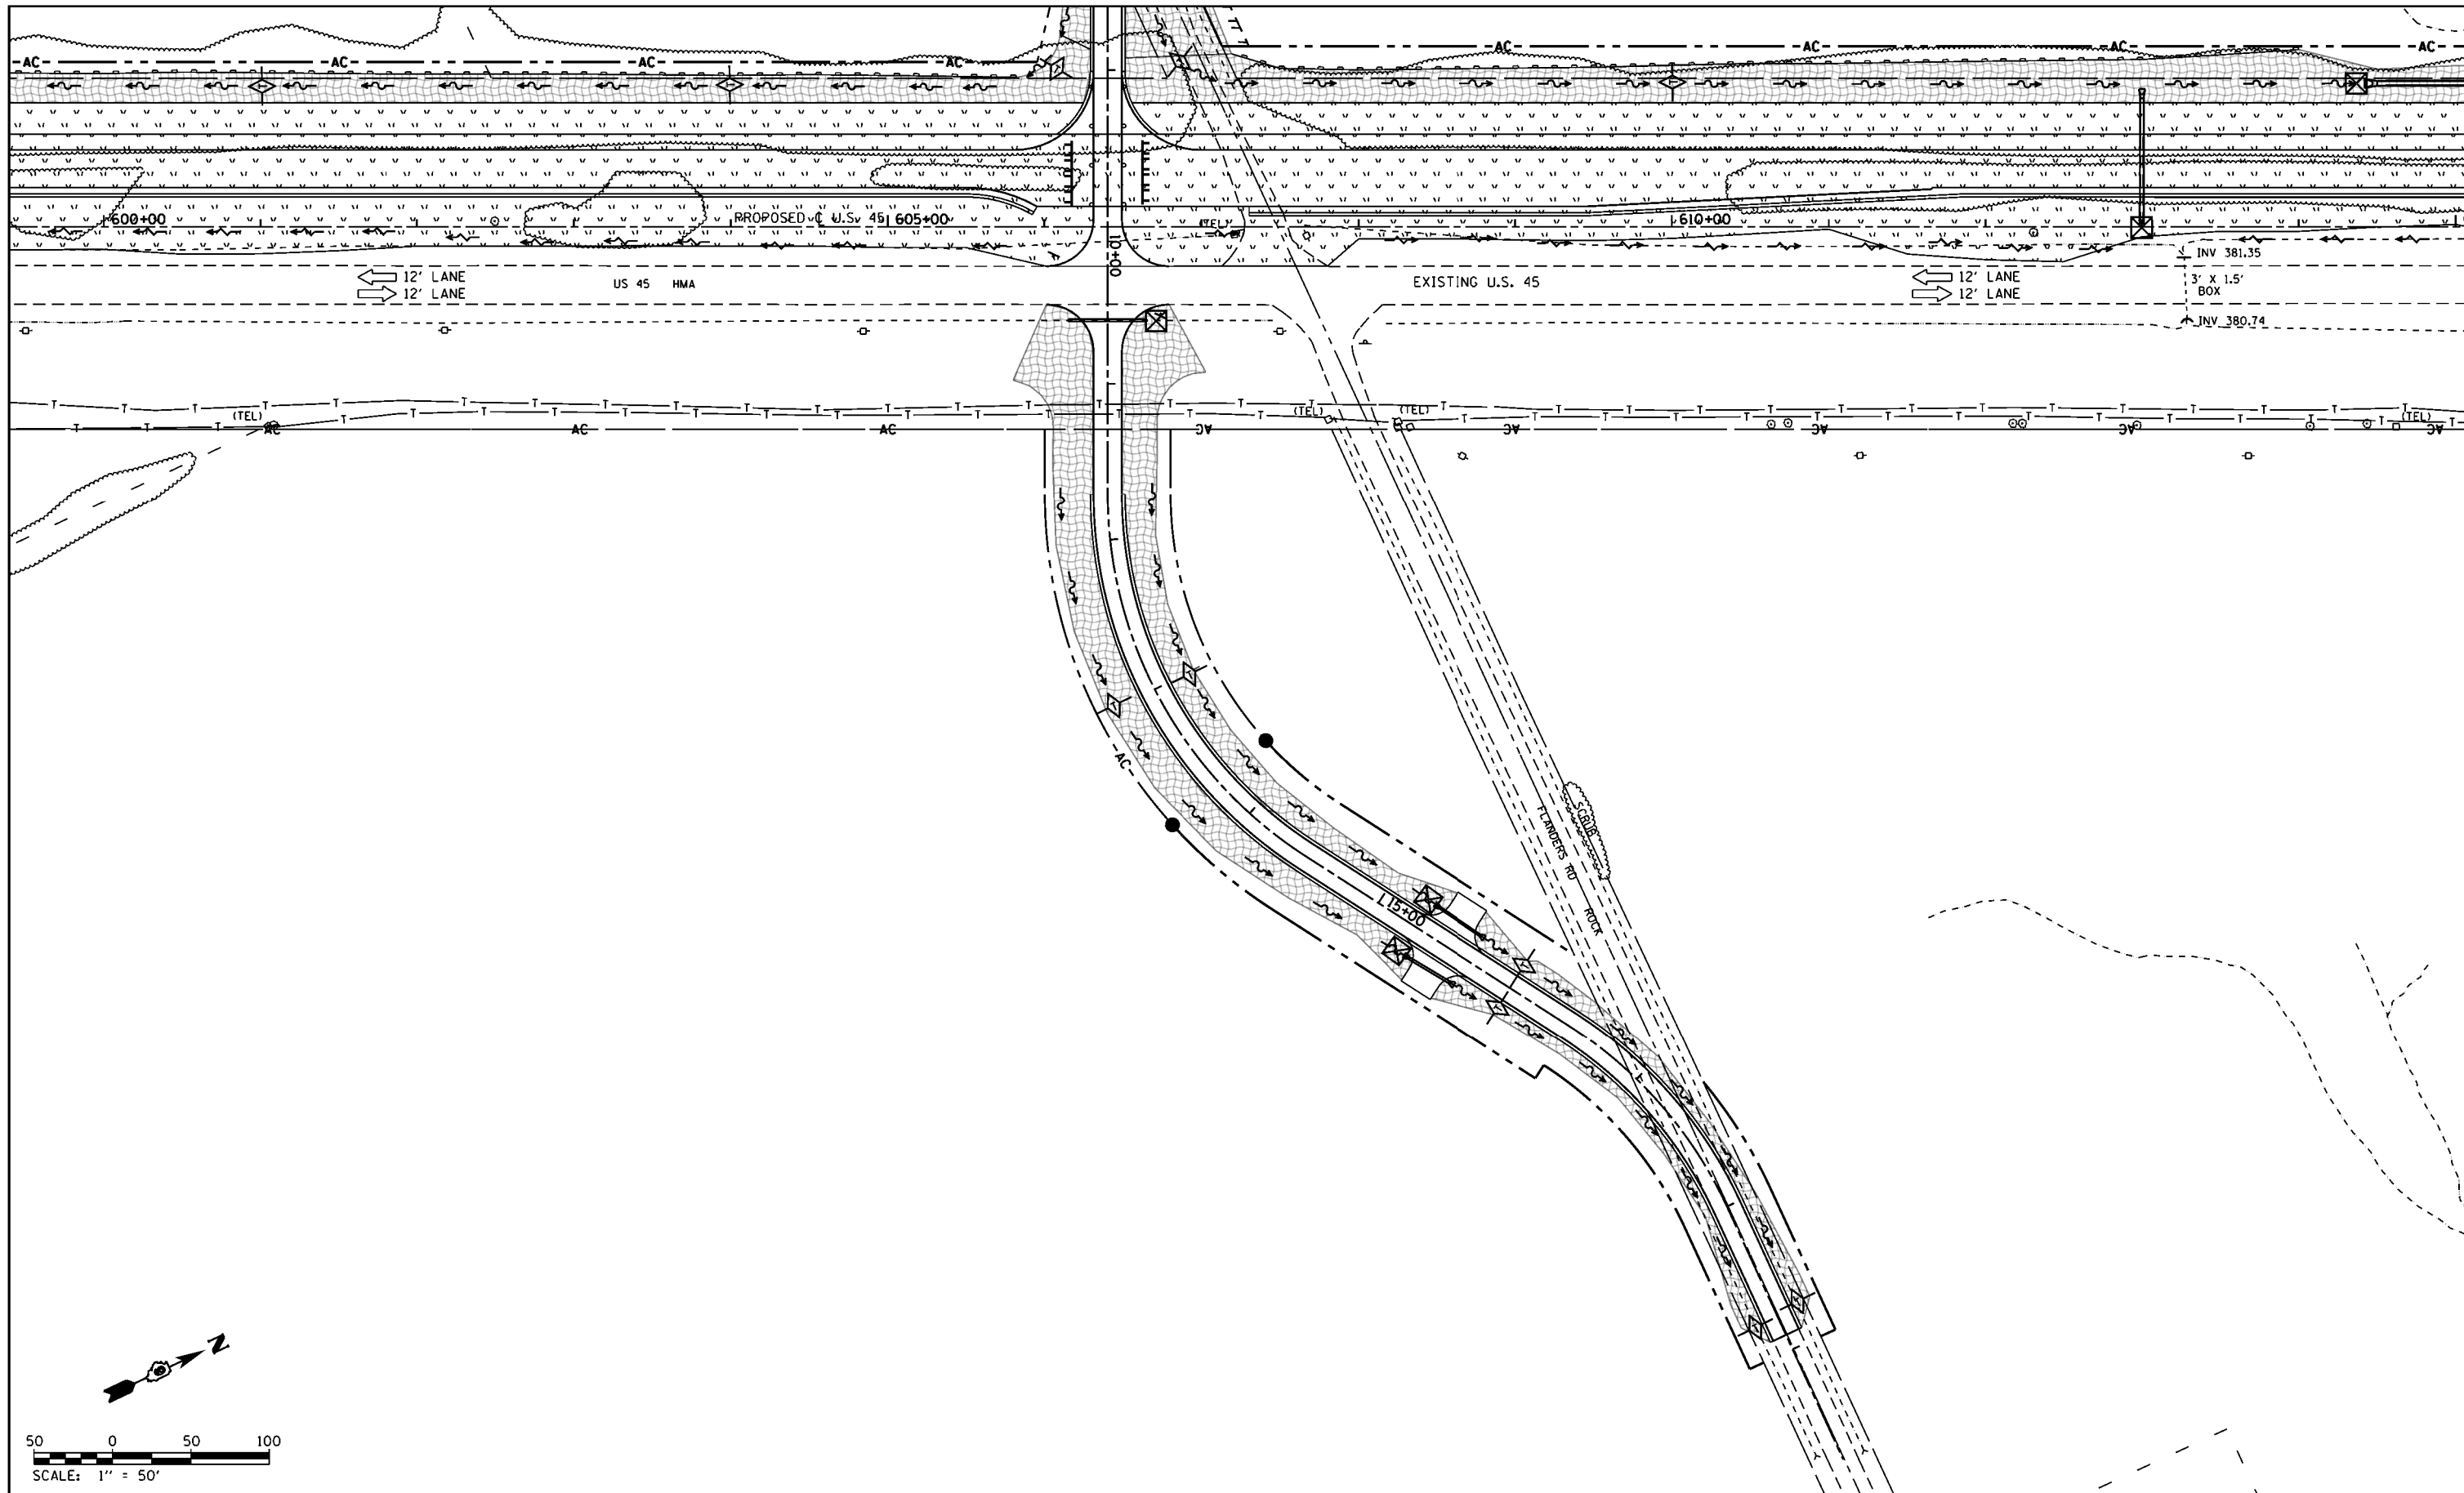 AC AC AC AC AC AC AC AC
600+00 PROPOSED ℄ U.S. 45 605+00 (TEL) 610+00
10+00
INV 381.35
12' LANE US 45 HMA EXISTING U.S. 45 12' LANE 3' X 1.5'
12' LANE 12' LANE BOX
INV 380.74
T T T T T T T T T T T T T T T T T T T T T T T T
(TEL) (TEL) (TEL) (TEL)
AC AC AC AC AC AC AC AC
AC
SCRUB
FLANDERS RD
ROCK
15+00
N
50 0 50 100
SCALE: 1" = 50'